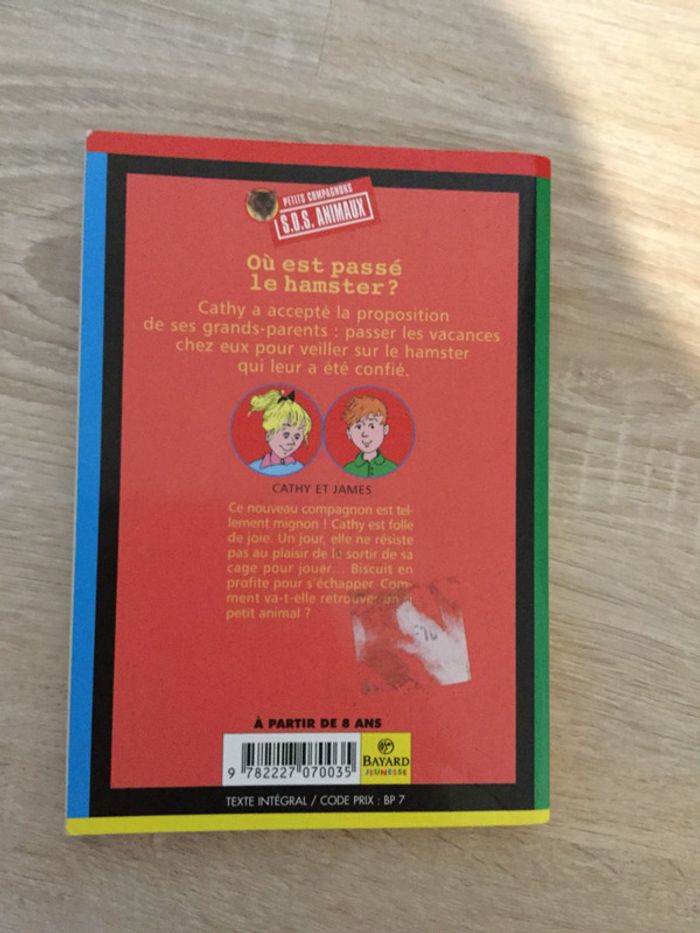 PETITS COMPAGNONS
S.O.S. ANIMAUX
Où est passé
le hamster ?
Cathy a accepté la proposition
de ses grands-parents : passer les vacances
chez eux pour veiller sur le hamster
qui leur a été confié.
CATHY ET JAMES
Ce nouveau compagnon est tel-
lement mignon ! Cathy est folle
de joie. Un jour, elle ne résiste
pas au plaisir de le sortir de sa
cage pour jouer... Biscuit en
profite pour s'échapper. Com-
ment va-t-elle retrouver
petit animal ?
À PARTIR DE 8 ANS
9 782227 070035
BAYARD
JEUNESSE
TEXTE INTÉGRAL / CODE PRIX : BP 7